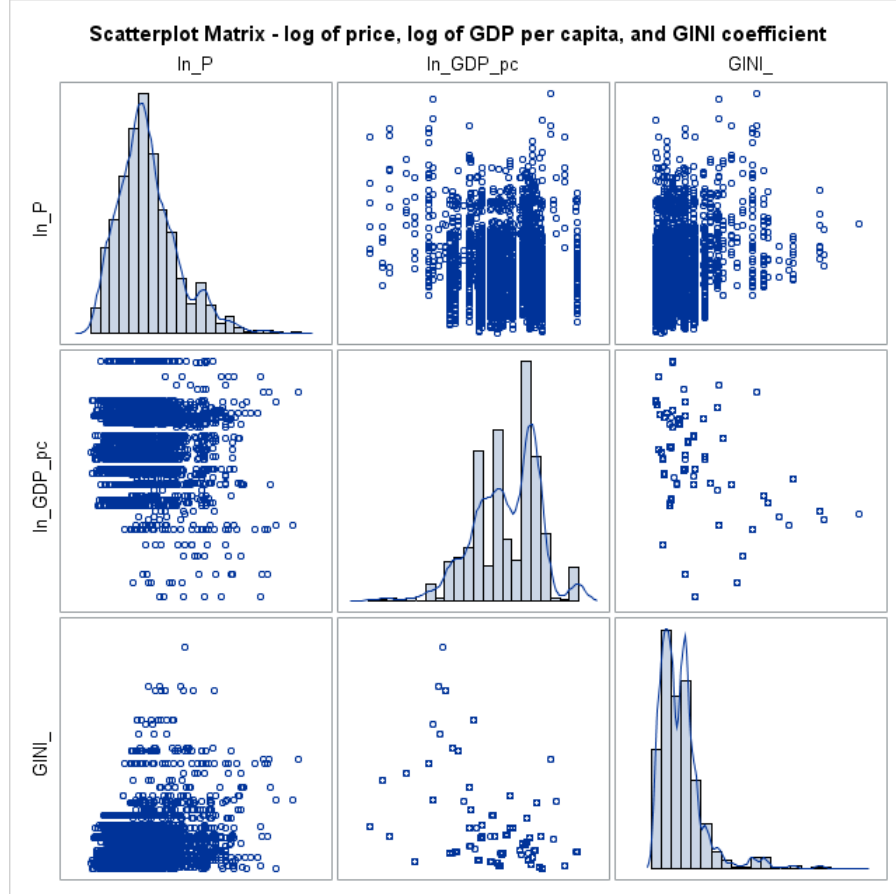 Scatterplot Matrix - log of price, log of GDP per capita, and GINI coefficient
ln_P
ln_GDP_pc
GINI_
ln_P
ln_GDP_pc
GINI_